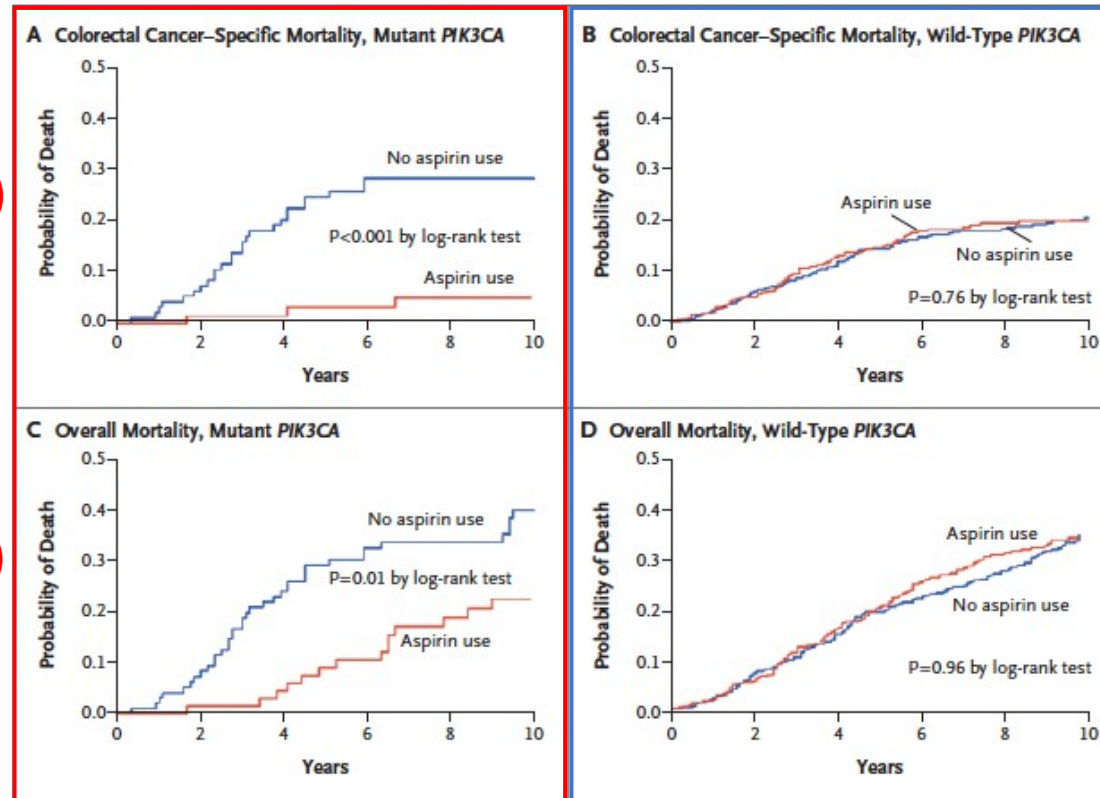 A Colorectal Cancer–Specific Mortality, Mutant PIK3CA
0.5
0.4
0.3
0.2
0.1
0.0
Probability of Death
No aspirin use
P<0.001 by log-rank test
Aspirin use
0 2 4 6 8 10
Years
B Colorectal Cancer–Specific Mortality, Wild-Type PIK3CA
0.5
0.4
0.3
0.2
0.1
0.0
Probability of Death
Aspirin use
No aspirin use
P=0.76 by log-rank test
0 2 4 6 8 10
Years
C Overall Mortality, Mutant PIK3CA
0.5
0.4
0.3
0.2
0.1
0.0
Probability of Death
No aspirin use
P=0.01 by log-rank test
Aspirin use
0 2 4 6 8 10
Years
D Overall Mortality, Wild-Type PIK3CA
0.5
0.4
0.3
0.2
0.1
0.0
Probability of Death
Aspirin use
No aspirin use
P=0.96 by log-rank test
0 2 4 6 8 10
Years